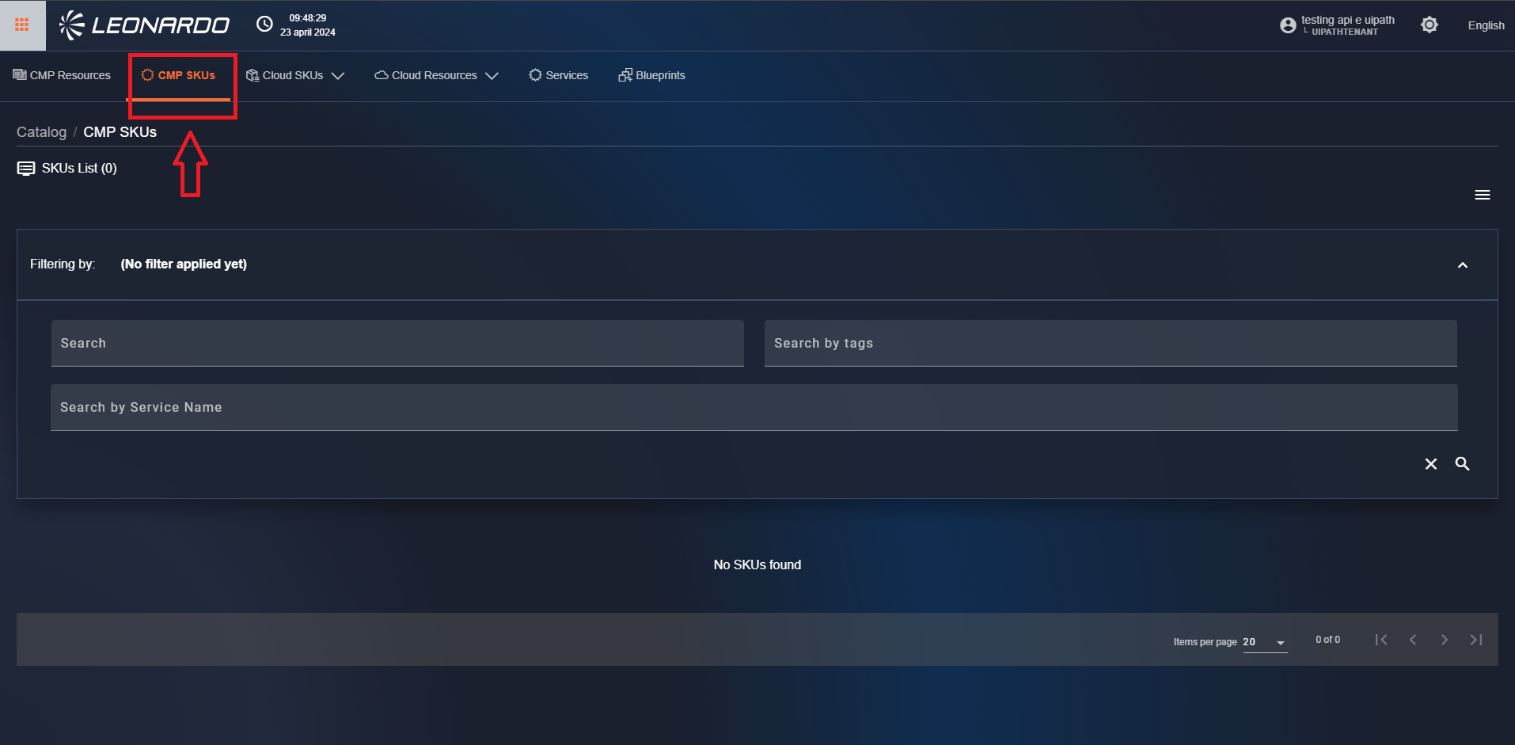 LEONARDO
09:48:29
23 april 2024
testing api e uipath
UIPATHTENANT
English
CMP Resources
CMP SKUs
Cloud SKUs
Cloud Resources
Services
Blueprints
Catalog / CMP SKUs
SKUs List (0)
Filtering by: (No filter applied yet)
Search
Search by tags
Search by Service Name
No SKUs found
Items per page 20
0 of 0